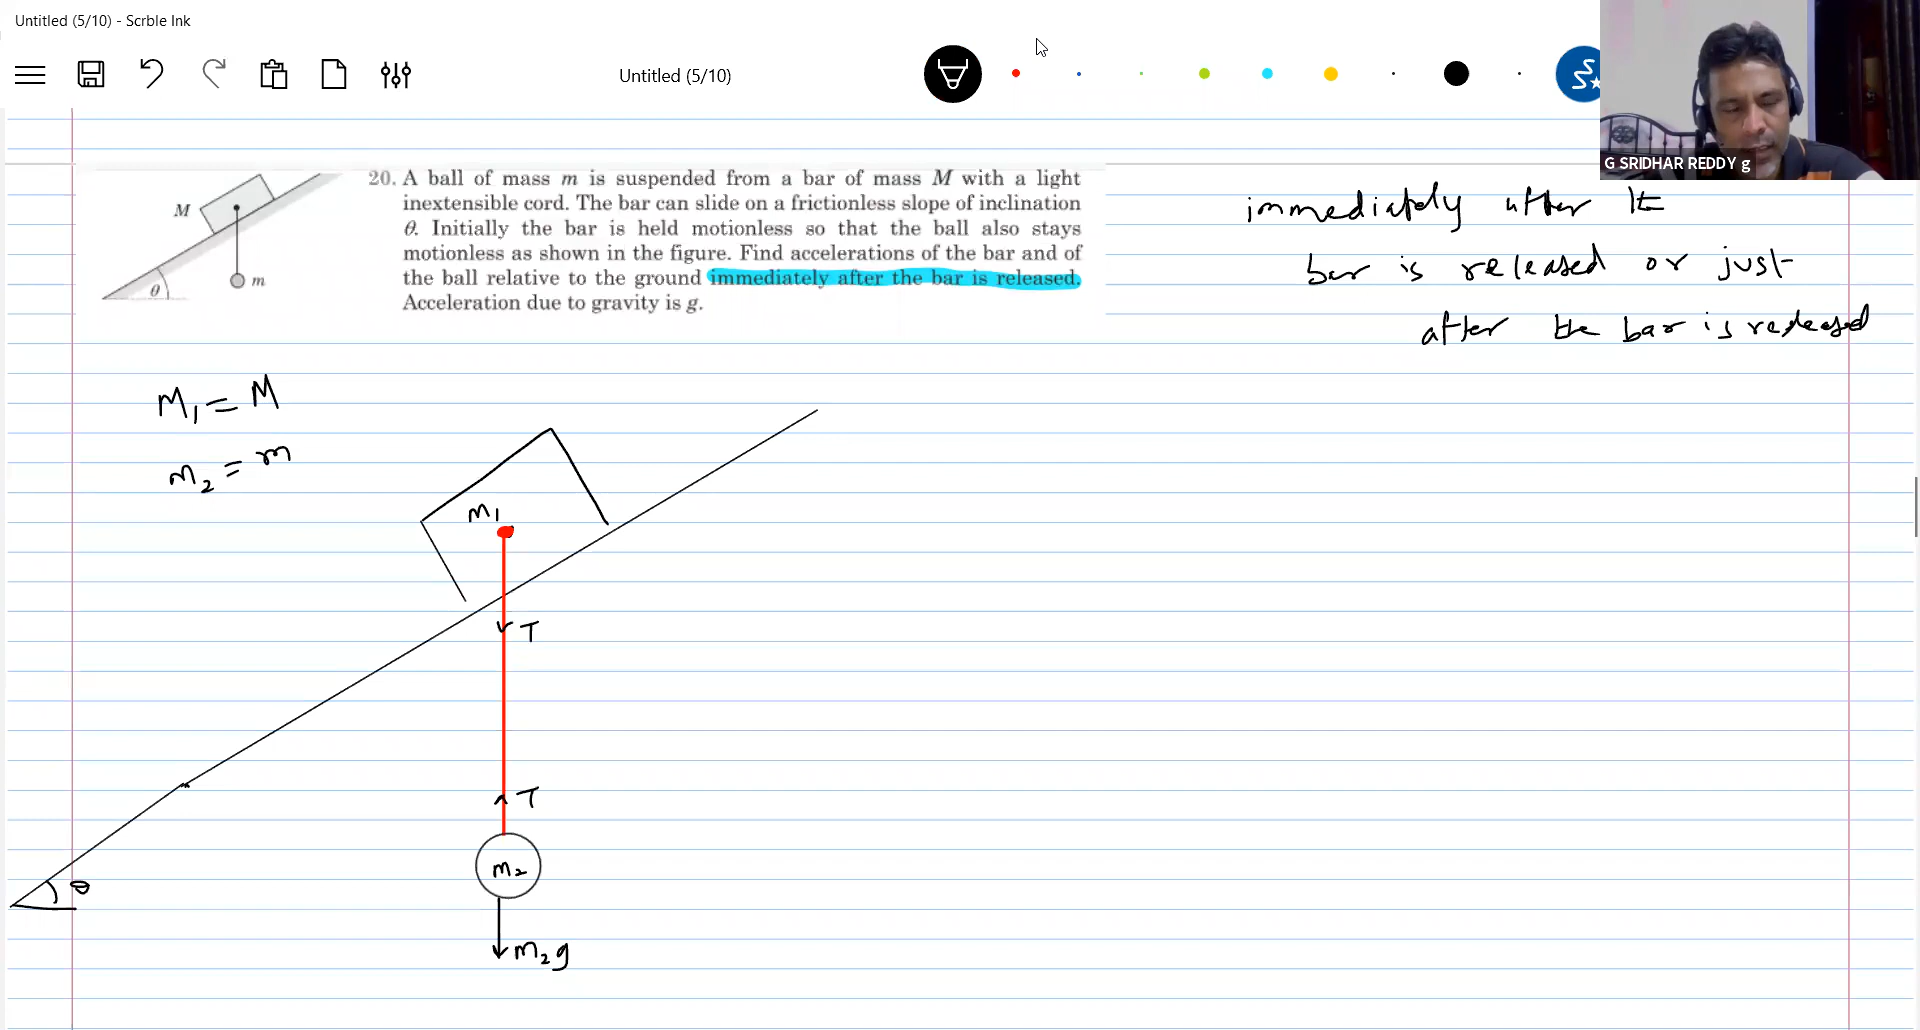 Untitled (5/10) - Scrble Ink
Untitled (5/10)
G SRIDHAR REDDY g
M
θ
m
20. A ball of mass m is suspended from a bar of mass M with a light
inextensible cord. The bar can slide on a frictionless slope of inclination
θ. Initially the bar is held motionless so that the ball also stays
motionless as shown in the figure. Find accelerations of the bar and of
the ball relative to the ground immediately after the bar is released.
Acceleration due to gravity is g.
immediately after the
bar is released or just
after the bar is released
M₁ = M
m₂ = m
m₁
T
T
m₂
θ
m₂g